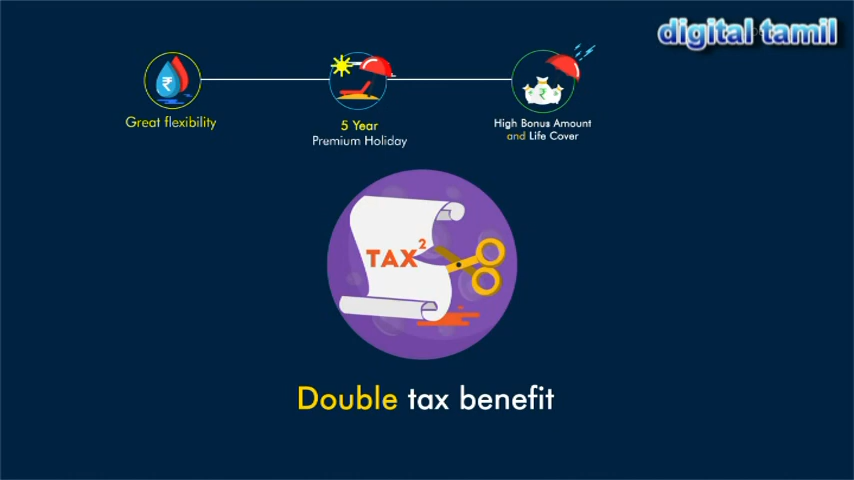 digital tamil
₹
₹
Great flexibility
5 Year
Premium Holiday
High Bonus Amount
and Life Cover
TAX²
Double tax benefit